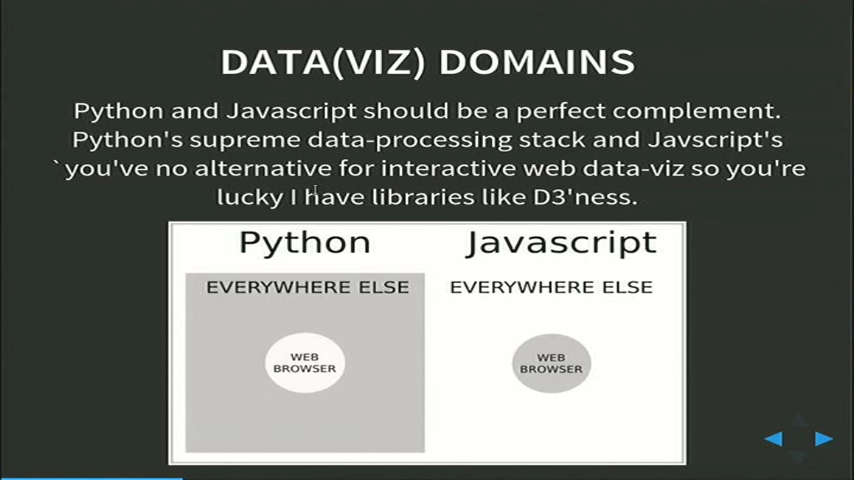 DATA(VIZ) DOMAINS
Python and Javascript should be a perfect complement.
Python's supreme data-processing stack and Javscript's
`you've no alternative for interactive web data-viz so you're
lucky I have libraries like D3'ness.
Python
Javascript
EVERYWHERE ELSE
EVERYWHERE ELSE
WEB
BROWSER
WEB
BROWSER